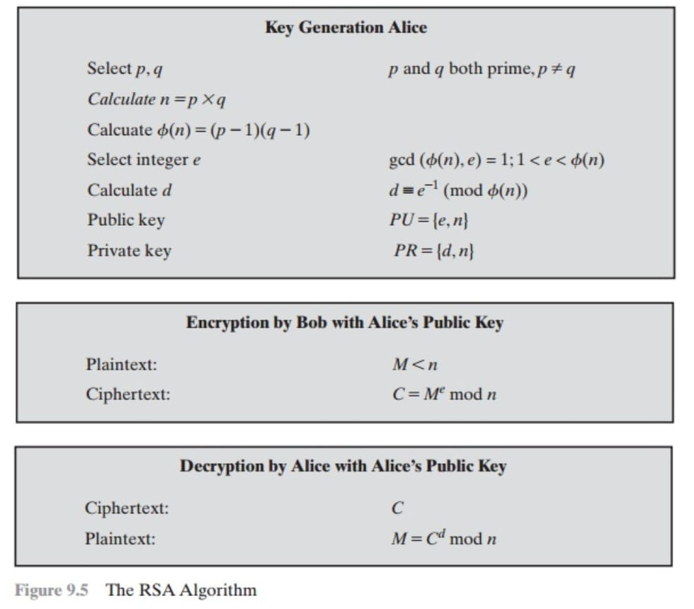 Key Generation Alice
Select p, q p and q both prime, p ≠ q
Calculate n = p × q
Calcuate ϕ(n) = (p − 1)(q − 1)
Select integer e gcd (ϕ(n), e) = 1; 1 < e < ϕ(n)
Calculate d d ≡ e⁻¹ (mod ϕ(n))
Public key PU = {e, n}
Private key PR = {d, n}
Encryption by Bob with Alice's Public Key
Plaintext: M < n
Ciphertext: C = Mᵉ mod n
Decryption by Alice with Alice's Public Key
Ciphertext: C
Plaintext: M = Cᵈ mod n
Figure 9.5 The RSA Algorithm